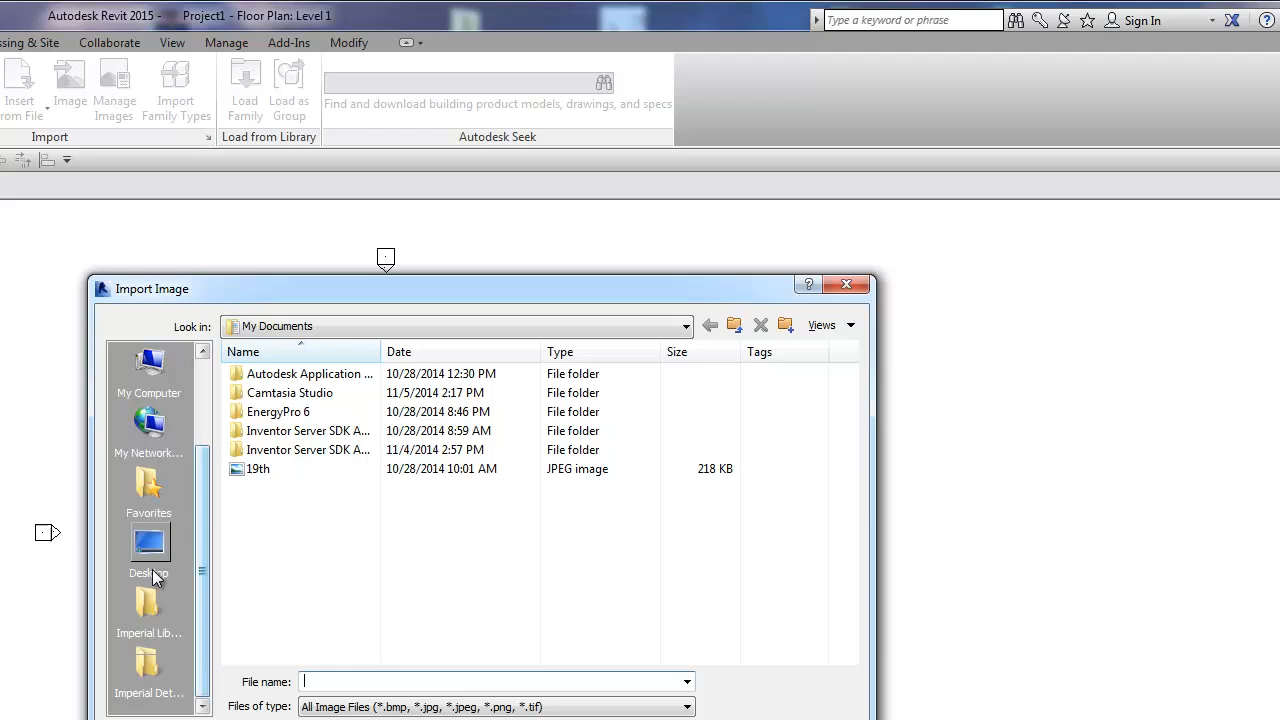 Autodesk Revit 2015 - Project1 - Floor Plan: Level 1
Type a keyword or phrase
Sign In
ssing & Site Collaborate View Manage Add-Ins Modify
Insert from File
Image
Manage Images
Import Family Types
Load Family
Load as Group
Find and download building product models, drawings, and specs
Import
Load from Library
Autodesk Seek
Import Image
Look in: My Documents Views
Name Date Type Size Tags
Autodesk Application ... 10/28/2014 12:30 PM File folder
Camtasia Studio 11/5/2014 2:17 PM File folder
EnergyPro 6 10/28/2014 8:46 PM File folder
Inventor Server SDK A... 10/28/2014 8:59 AM File folder
Inventor Server SDK A... 11/4/2014 2:57 PM File folder
19th 10/28/2014 10:01 AM JPEG image 218 KB
My Computer
My Network...
Favorites
Desktop
Imperial Lib...
Imperial Det...
File name:
Files of type: All Image Files (*.bmp, *.jpg, *.jpeg, *.png, *.tif)